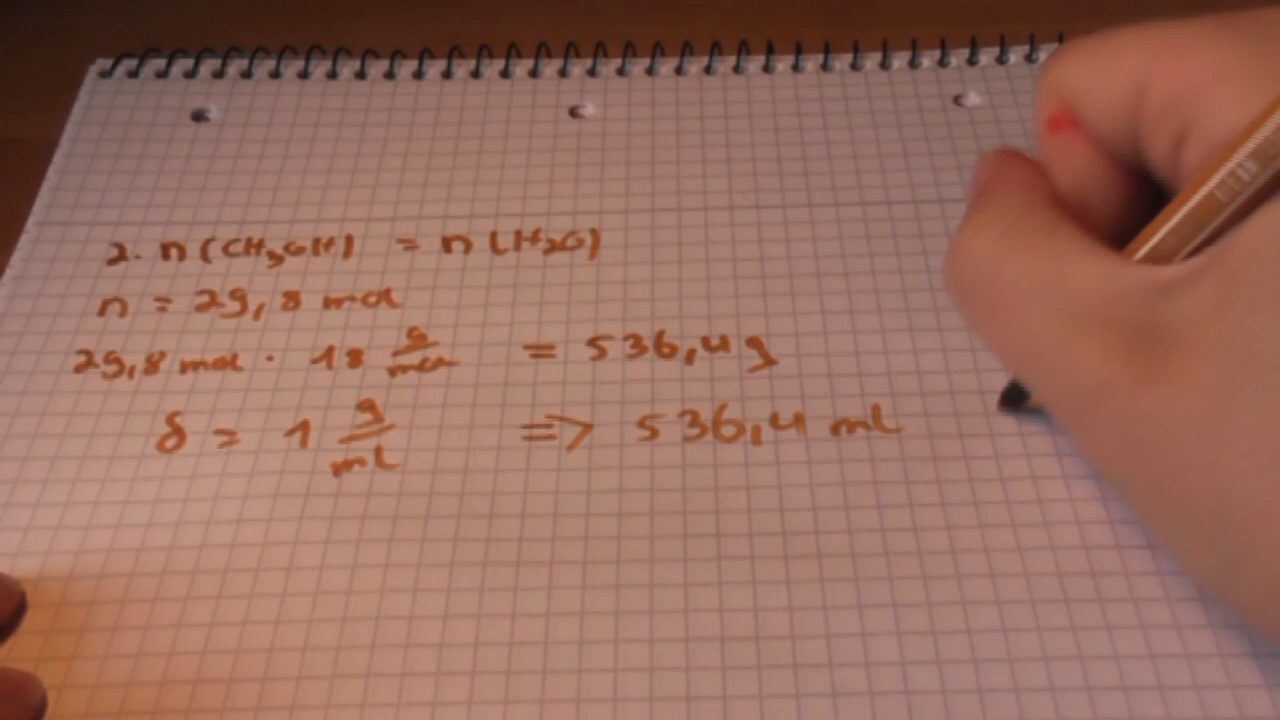 2. n (CH3OH) = n (H2O)
n = 29,8 mol
29,8 mol · 18 g/mol = 536,4 g
δ = 1 g/ml => 536,4 ml